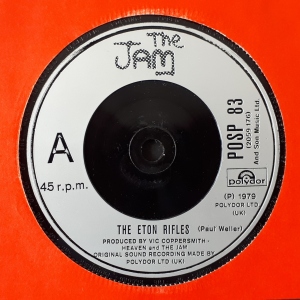 The
JAM
A
45 r.p.m.
POSP 83
(2059 176)
And Son Music Ltd.
polydor
(P) 1979
POLYDOR LTD
(UK)
THE ETON RIFLES (Paul Weller)
PRODUCED BY VIC COPPERSMITH -
HEAVEN and THE JAM
ORIGINAL SOUND RECORDING MADE BY
POLYDOR LTD (UK)